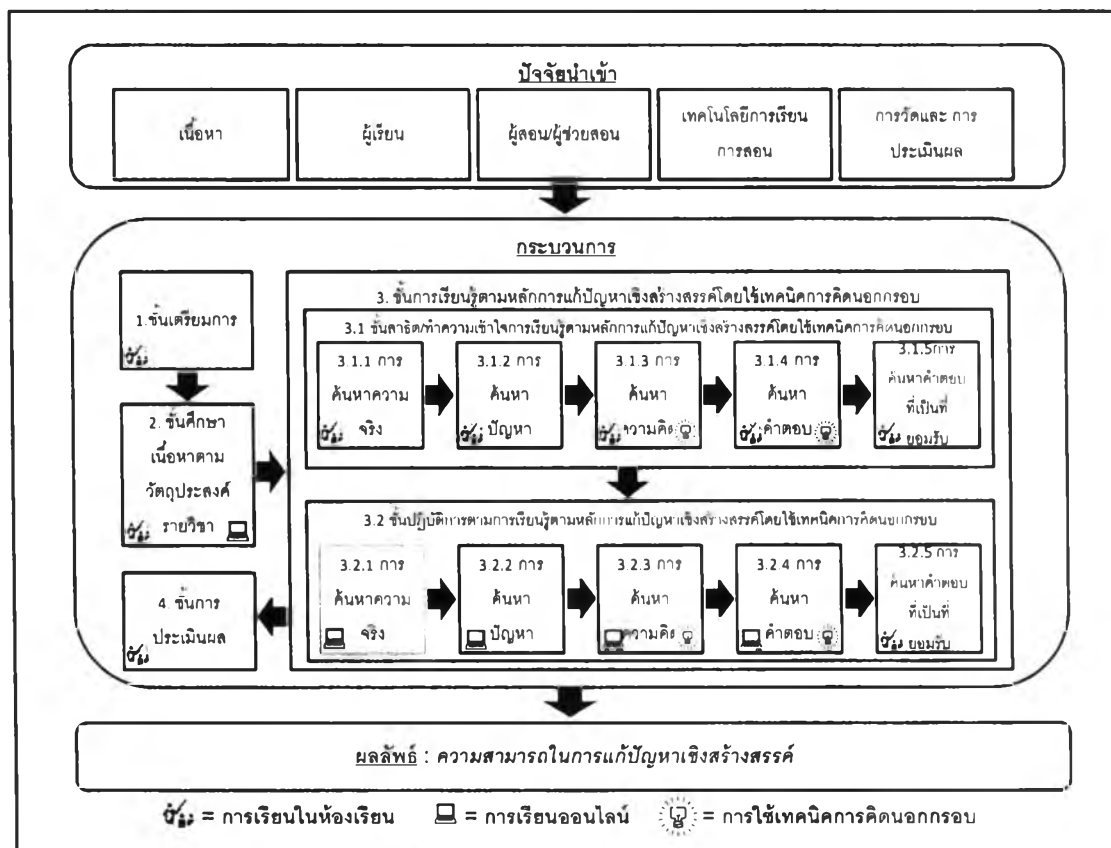 ปัจจัยนำเข้า
เนื้อหา
ผู้เรียน
ผู้สอน/ผู้ช่วยสอน
เทคโนโลยีการเรียน
การสอน
การวัดและ การ
ประเมินผล
กระบวนการ
1.ขั้นเตรียมการ
2. ขั้นศึกษา
เนื้อหาตาม
วัตถุประสงค์
รายวิชา
3. ขั้นการเรียนรู้ตามหลักการแก้ปัญหาเชิงสร้างสรรค์โดยใช้เทคนิคการคิดนอกกรอบ
3.1 ขั้นสาธิต/ทำความเข้าใจการเรียนรู้ตามหลักการแก้ปัญหาเชิงสร้างสรรค์โดยใช้เทคนิคการคิดนอกกรอบ
3.1.1 การ
ค้นหาความ
จริง
3.1.2 การ
ค้นหา
ปัญหา
3.1.3 การ
ค้นหา
ความคิด
3.1.4 การ
ค้นหา
คำตอบ
3.1.5การ
ค้นหาคำตอบ
ที่เป็นที่
ยอมรับ
3.2 ขั้นปฏิบัติการตามการเรียนรู้ตามหลักการแก้ปัญหาเชิงสร้างสรรค์โดยใช้เทคนิคการคิดนอกกรอบ
3.2.1 การ
ค้นหาความ
จริง
3.2.2 การ
ค้นหา
ปัญหา
3.2.3 การ
ค้นหา
ความคิด
3.2.4 การ
ค้นหา
คำตอบ
3.2.5 การ
ค้นหาคำตอบ
ที่เป็นที่
ยอมรับ
4. ขั้นการ
ประเมินผล
ผลลัพธ์ : ความสามารถในการแก้ปัญหาเชิงสร้างสรรค์
= การเรียนในห้องเรียน = การเรียนออนไลน์ = การใช้เทคนิคการคิดนอกกรอบ